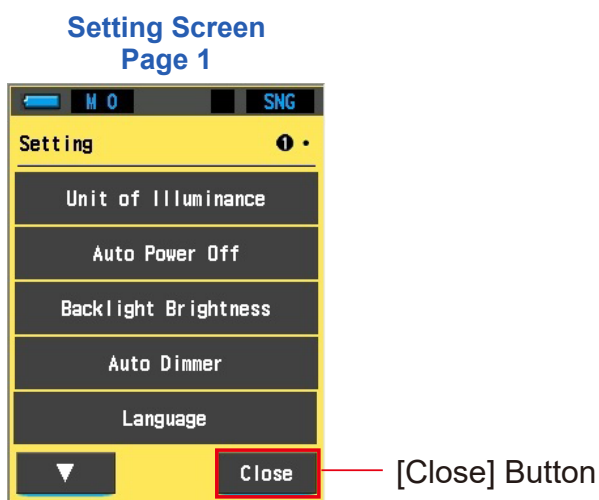 Setting Screen
Page 1
M 0 SNG
Setting ❶ •
Unit of Illuminance
Auto Power Off
Backlight Brightness
Auto Dimmer
Language
▼ Close
[Close] Button